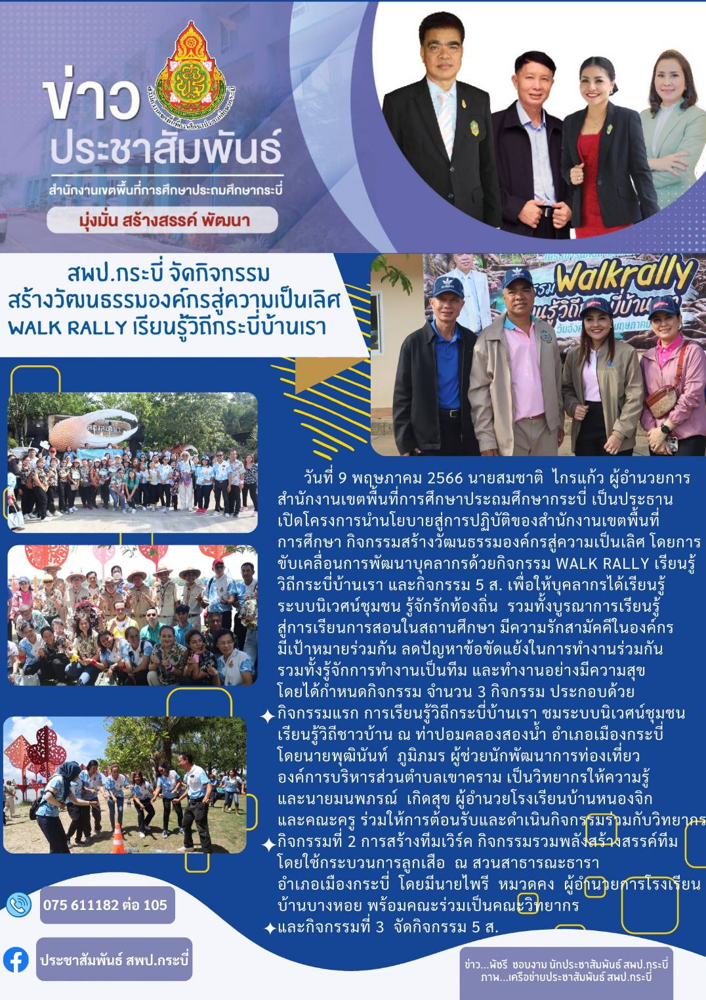 ข่าว
ประชาสัมพันธ์
สำนักงานเขตพื้นที่การศึกษาประถมศึกษากระบี่
มุ่งมั่น สร้างสรรค์ พัฒนา
สพป.กระบี่ จัดกิจกรรม
สร้างวัฒนธรรมองค์กรสู่ความเป็นเลิศ
WALK RALLY เรียนรู้วิถีกระบี่บ้านเรา
Walkrally
adidas
adidas
วันที่ 9 พฤษภาคม 2566 นายสมชาติ ไกรแก้ว ผู้อำนวยการ
สำนักงานเขตพื้นที่การศึกษาประถมศึกษากระบี่ เป็นประธาน
เปิดโครงการนำนโยบายสู่การปฏิบัติของสำนักงานเขตพื้นที่
การศึกษา กิจกรรมสร้างวัฒนธรรมองค์กรสู่ความเป็นเลิศ โดยการ
ขับเคลื่อนการพัฒนาบุคลากรด้วยกิจกรรม WALK RALLY เรียนรู้
วิถีกระบี่บ้านเรา และกิจกรรม 5 ส. เพื่อให้บุคลากรได้เรียนรู้
ระบบนิเวศน์ชุมชน รู้จักรักท้องถิ่น รวมทั้งบูรณาการเรียนรู้
สู่การเรียนการสอนในสถานศึกษา มีความรักสามัคคีในองค์กร
มีเป้าหมายร่วมกัน ลดปัญหาข้อขัดแย้งในการทำงานร่วมกัน
รวมทั้งรู้จักการทำงานเป็นทีม และทำงานอย่างมีความสุข
โดยได้กำหนดกิจกรรม จำนวน 3 กิจกรรม ประกอบด้วย
กิจกรรมแรก การเรียนรู้วิถีกระบี่บ้านเรา ชมระบบนิเวศน์ชุมชน
เรียนรู้วิถีชาวบ้าน ณ ท่าปอมคลองสองน้ำ อำเภอเมืองกระบี่
โดยนายพุฒินันท์ ภูมิภมร ผู้ช่วยนักพัฒนาการท่องเที่ยว
องค์การบริหารส่วนตำบลเขาคราม เป็นวิทยากรให้ความรู้
และนายมนพภรณ์ เกิดสุข ผู้อำนวยโรงเรียนบ้านหนองจิก
และคณะครู ร่วมให้การต้อนรับและดำเนินกิจกรรมร่วมกับวิทยากร
กิจกรรมที่ 2 การสร้างทีมเวิร์ค กิจกรรมรวมพลังสร้างสรรค์ทีม
โดยใช้กระบวนการลูกเสือ ณ สวนสาธารณะธารา
อำเภอเมืองกระบี่ โดยมีนายไพรี หมวดคง ผู้อำนวยการโรงเรียน
บ้านบางหอย พร้อมคณะร่วมเป็นคณะวิทยากร
และกิจกรรมที่ 3 จัดกิจกรรม 5 ส.
075 611182 ต่อ 105
ประชาสัมพันธ์ สพป.กระบี่
ข่าว...พัชรี ชอบงาม นักประชาสัมพันธ์ สพป.กระบี่
ภาพ...เครือข่ายประชาสัมพันธ์ สพป.กระบี่